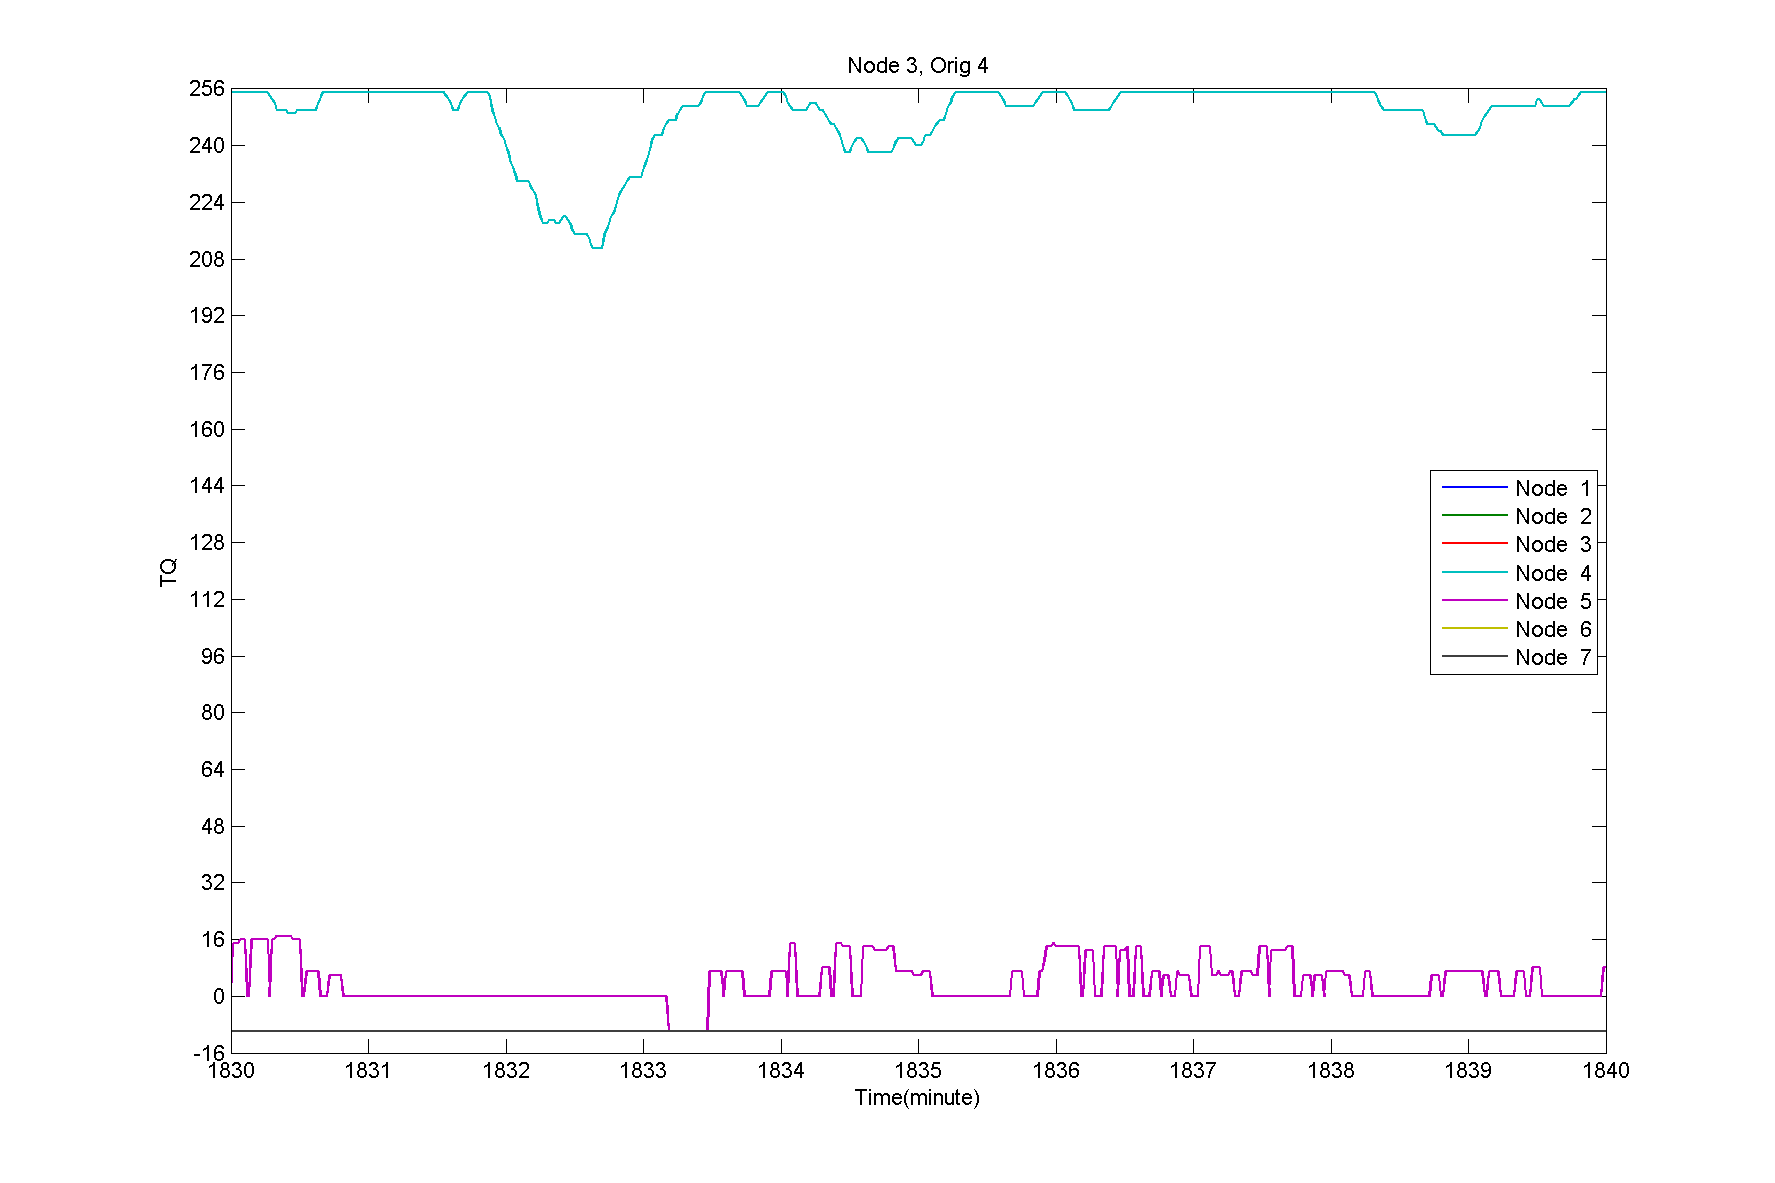 Node 3, Orig 4
256
240
224
208
192
176
160
144
128
112
96
80
64
48
32
16
0
-16
TQ
Node 1
Node 2
Node 3
Node 4
Node 5
Node 6
Node 7
1830 1831 1832 1833 1834 1835 1836 1837 1838 1839 1840
Time(minute)